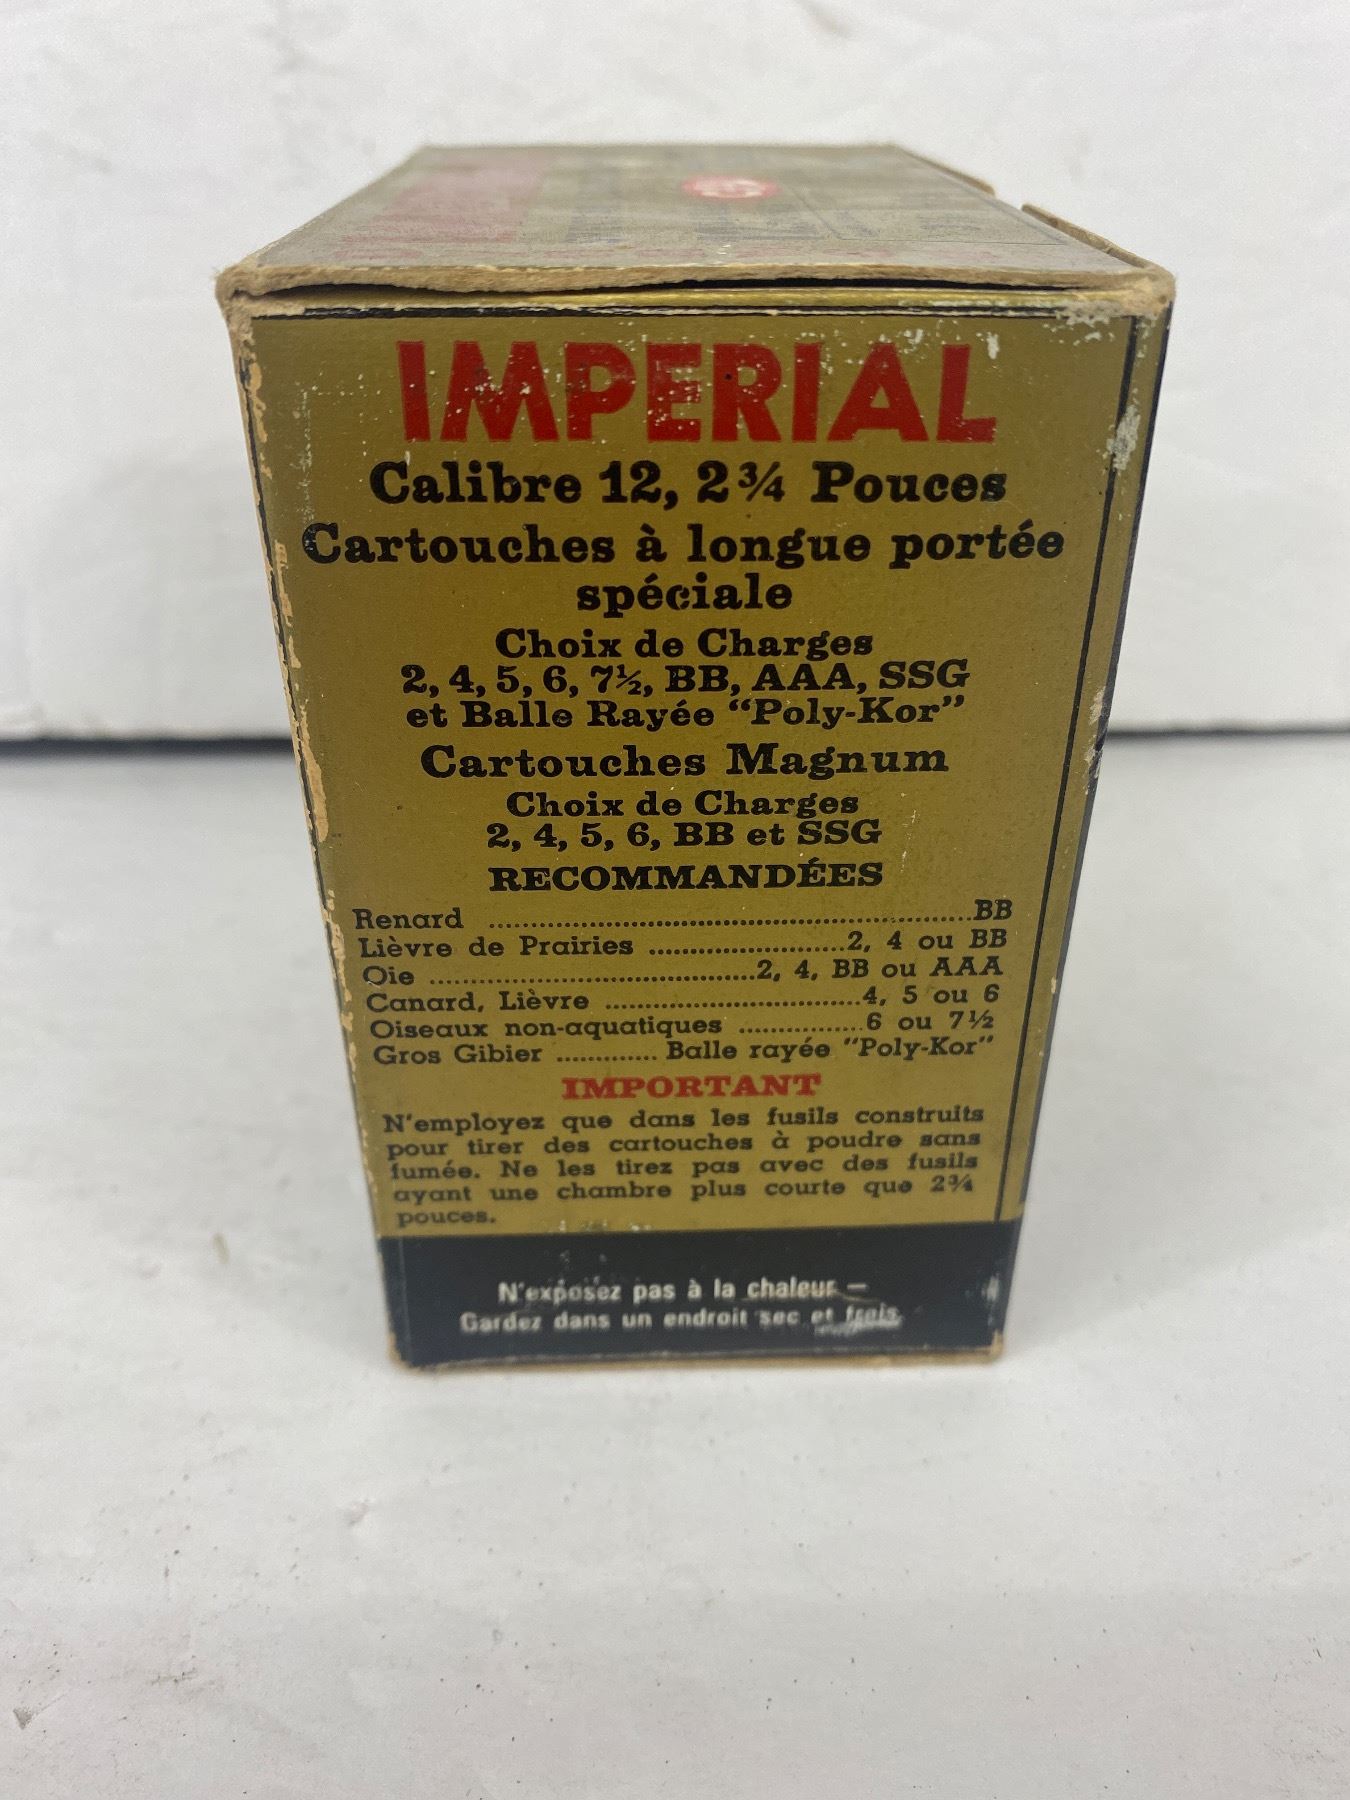 IMPERIAL
Calibre 12, 2¾ Pouces
Cartouches à longue portée
spéciale
Choix de Charges
2, 4, 5, 6, 7½, BB, AAA, SSG
et Balle Rayée “Poly-Kor”
Cartouches Magnum
Choix de Charges
2, 4, 5, 6, BB et SSG
RECOMMANDÉES
Renard ........................................................BB
Lièvre de Prairies ........................2, 4 ou BB
Oie ........................................2, 4, BB ou AAA
Canard, Lièvre ................................4, 5 ou 6
Oiseaux non-aquatiques ................6 ou 7½
Gros Gibier ............. Balle rayée "Poly-Kor"
IMPORTANT
N'employez que dans les fusils construits
pour tirer des cartouches à poudre sans
fumée. Ne les tirez pas avec des fusils
ayant une chambre plus courte que 2¾
pouces.
N'exposez pas à la chaleur —
Gardez dans un endroit sec et frais